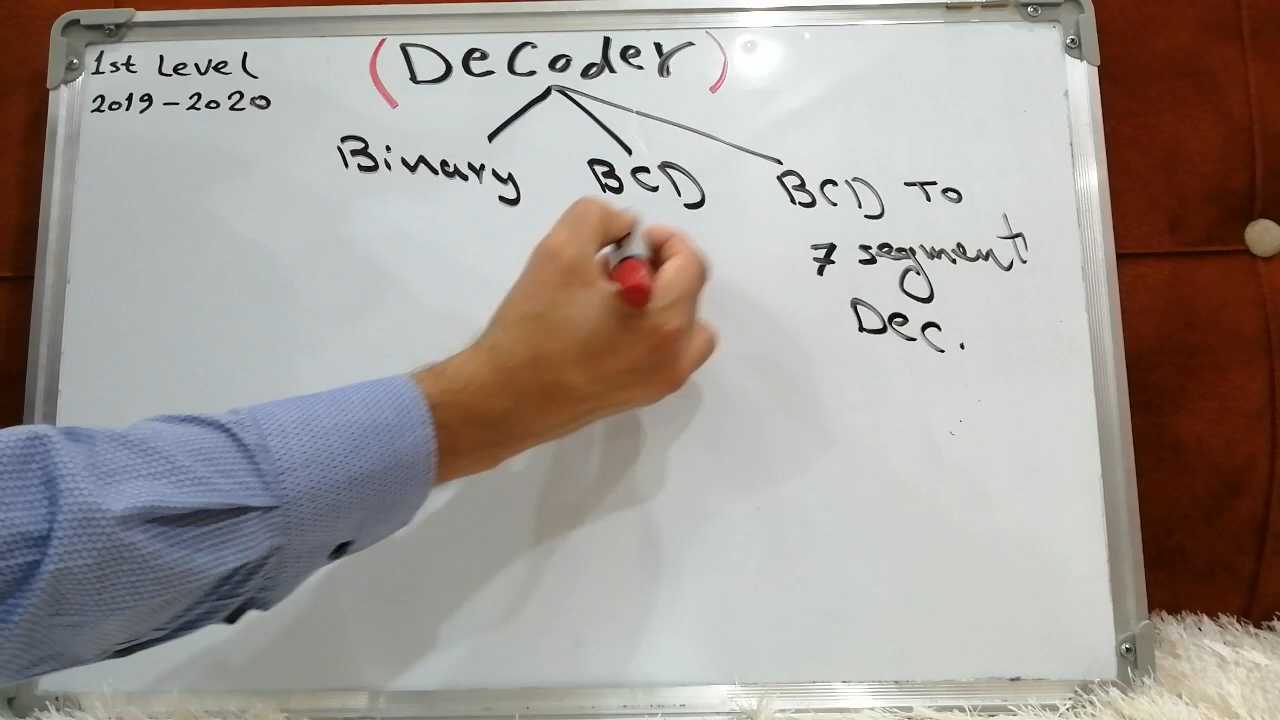 1st Level
2019-2020
(Decoder)
Binary BCD BCD To
7 segment
Dec.